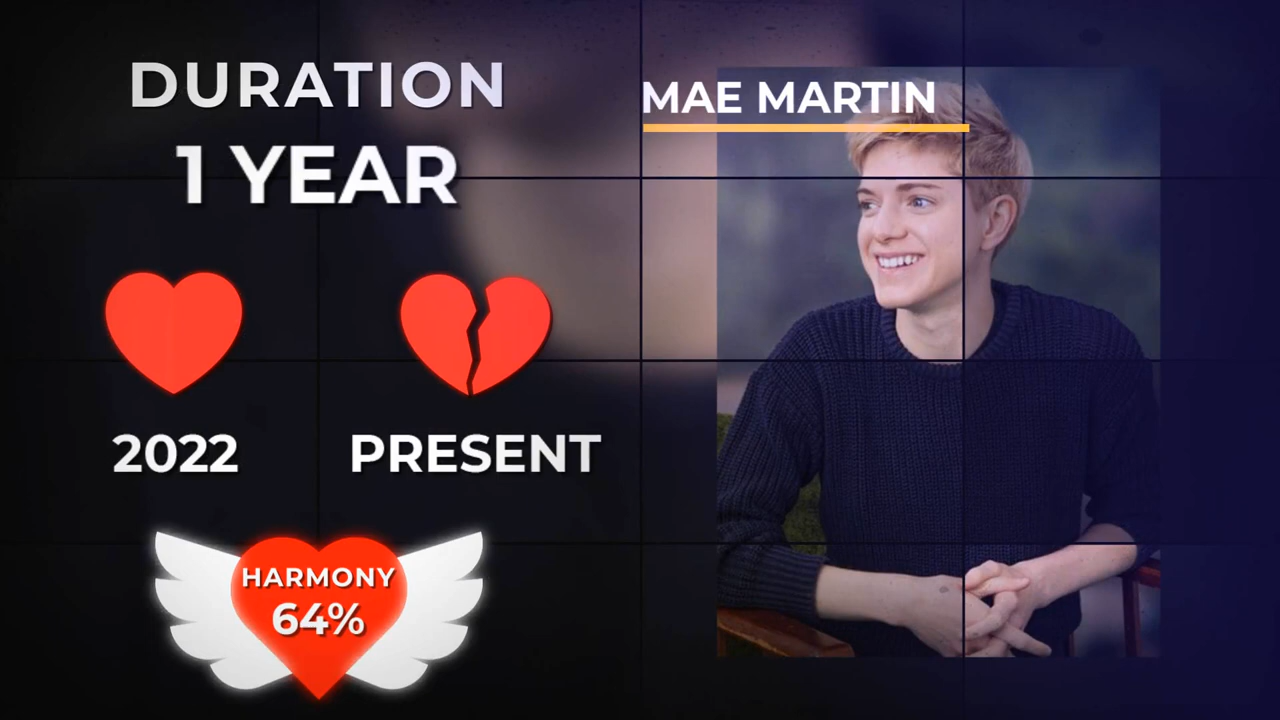 DURATION
1 YEAR
2022
PRESENT
HARMONY
64%
MAE MARTIN